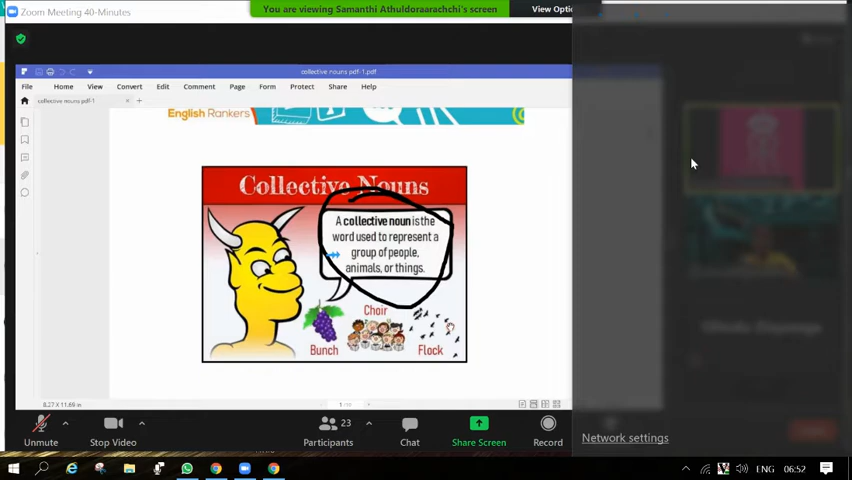 Zoom Meeting 40-Minutes
You are viewing Samanthi Athuldoraarachchi's screen
View Optio
collective nouns pdf-1.pdf
File Home View Convert Edit Comment Page Form Protect Share Help
collective nouns pdf-1
English Rankers
Collective Nouns
A collective noun is the
word used to represent a
group of people,
animals, or things.
Choir
Bunch
Flock
8.27 X 11.69 in
Unmute
Stop Video
23
Participants
Chat
Share Screen
Record
Network settings
ENG
06:52